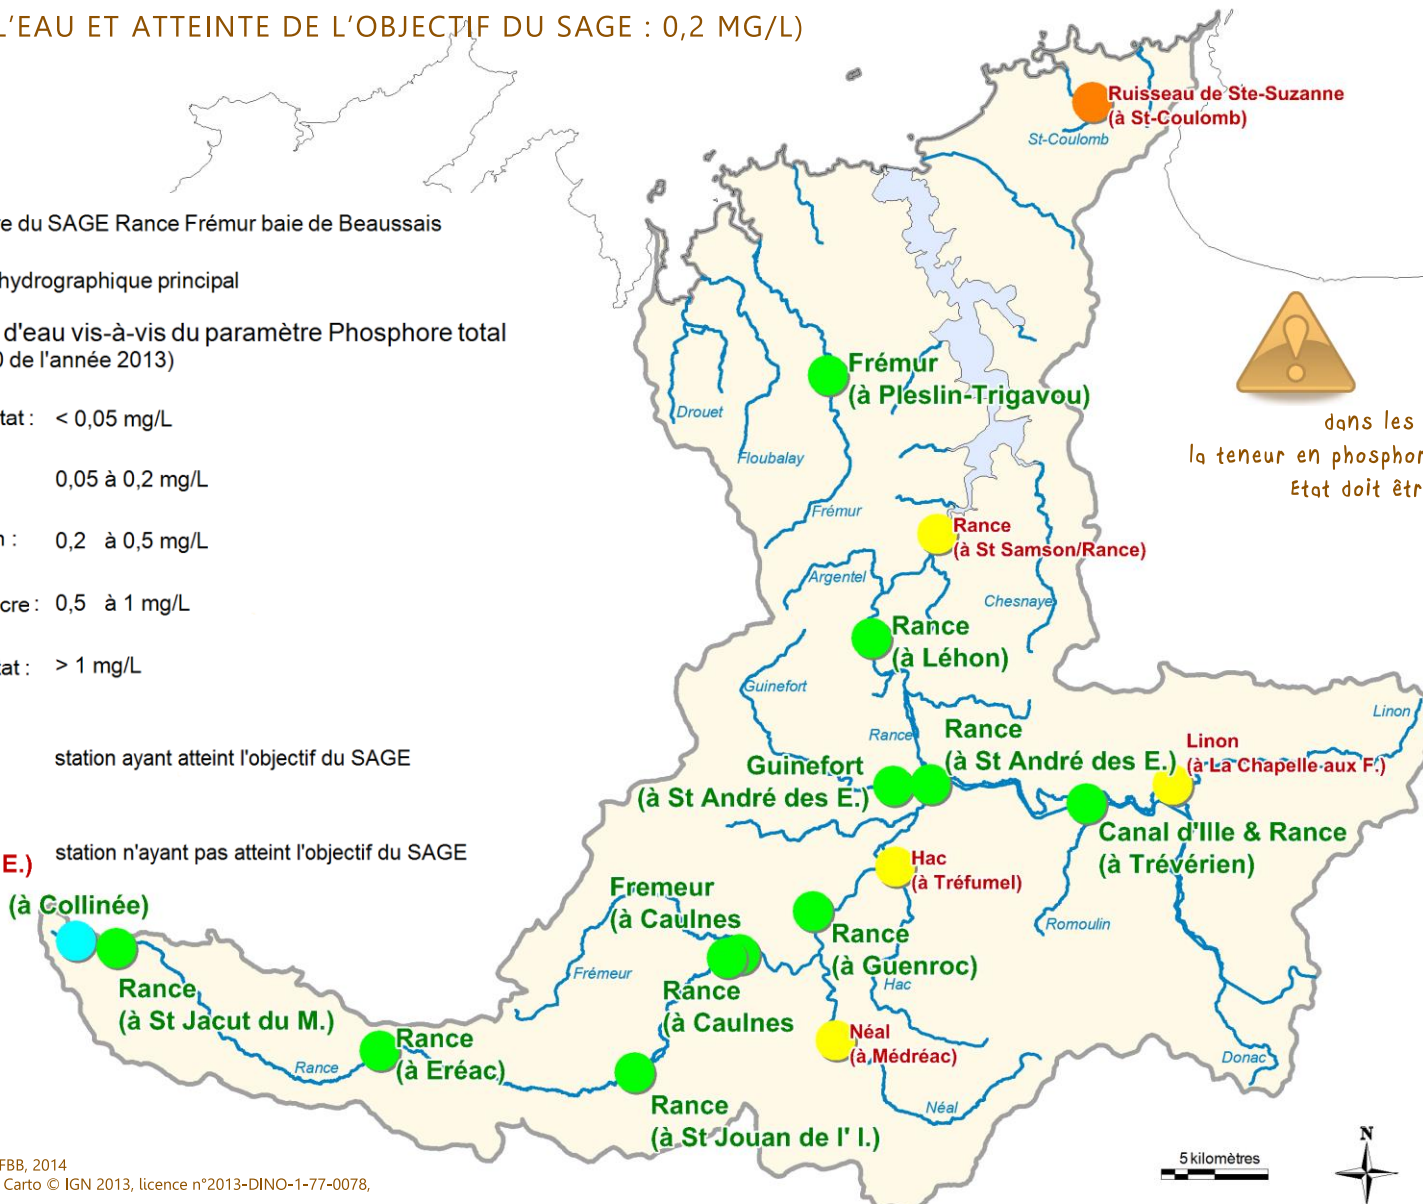 L'EAU ET ATTEINTE DE L'OBJECTIF DU SAGE : 0,2 MG/L)
Ruisseau de Ste-Suzanne
(à St-Coulomb)
St-Coulomb
e du SAGE Rance Frémur baie de Beaussais
hydrographique principal
d'eau vis-à-vis du paramètre Phosphore total
0 de l'année 2013)
tat : < 0,05 mg/L
0,05 à 0,2 mg/L
n : 0,2 à 0,5 mg/L
cre : 0,5 à 1 mg/L
tat : > 1 mg/L
station ayant atteint l'objectif du SAGE
station n'ayant pas atteint l'objectif du SAGE
dans les
la teneur en phosphor
Etat doit êtr
Frémur
(à Pleslin-Trigavou)
Drouet
Floubalay
Frémur
Rance
(à St Samson/Rance)
Argentel
Chesnaye
Rance
(à Léhon)
Guinefort
Rance
Linon
Rance
(à St André des E.)
Linon
(à La Chapelle aux F.)
Guinefort
(à St André des E.)
Canal d'Ille & Rance
(à Trévérien)
Hac
(à Tréfumel)
E.)
(à Collinée)
Fremeur
(à Caulnes
Romoulin
Rance
(à Guenroc)
Frémeur
Hac
Rance
(à St Jacut du M.)
Rance
(à Caulnes
Néal
(à Médréac)
Rance
(à Eréac)
Rance
Donac
Néal
Rance
(à St Jouan de l' I.)
5 kilomètres
N
FBB, 2014
Carto © IGN 2013, licence n°2013-DINO-1-77-0078,